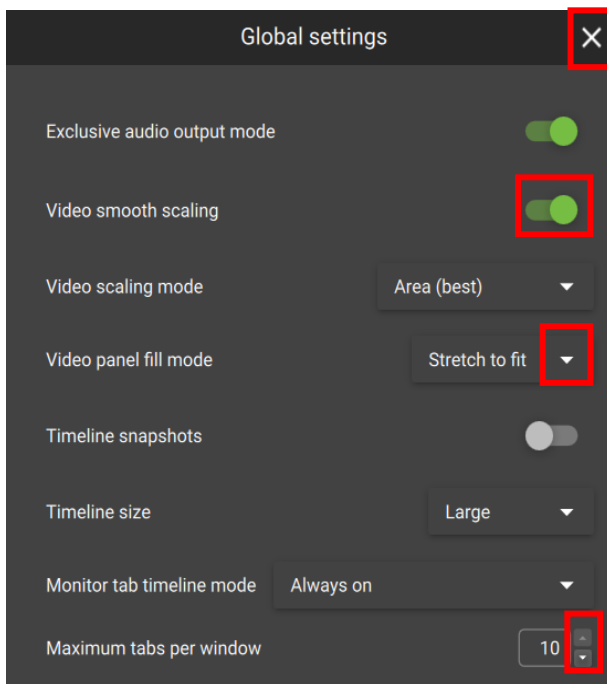 Global settings
Exclusive audio output mode
Video smooth scaling
Video scaling mode Area (best)
Video panel fill mode Stretch to fit
Timeline snapshots
Timeline size Large
Monitor tab timeline mode Always on
Maximum tabs per window 10